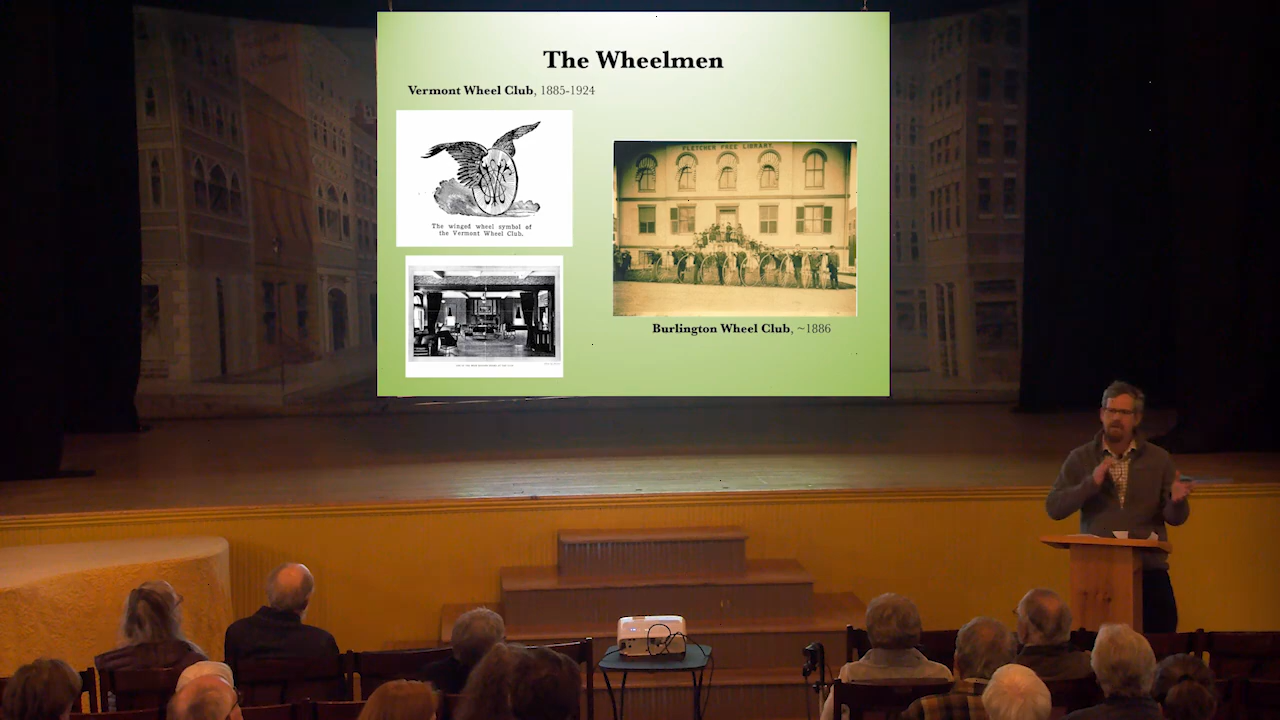 The Wheelmen
Vermont Wheel Club, 1885-1924
The winged wheel symbol of
the Vermont Wheel Club.
FLETCHER FREE LIBRARY
Burlington Wheel Club, ~1886